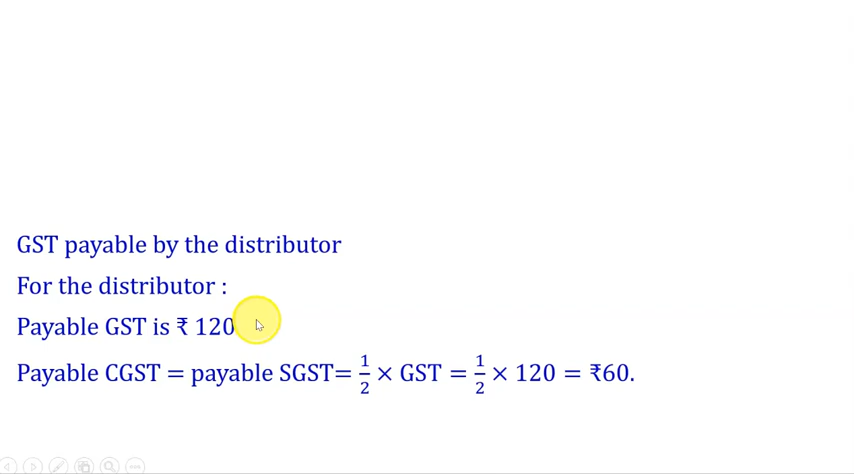 GST payable by the distributor
For the distributor :
Payable GST is ₹ 120
Payable CGST = payable SGST= 1/2 × GST = 1/2 × 120 = ₹60.